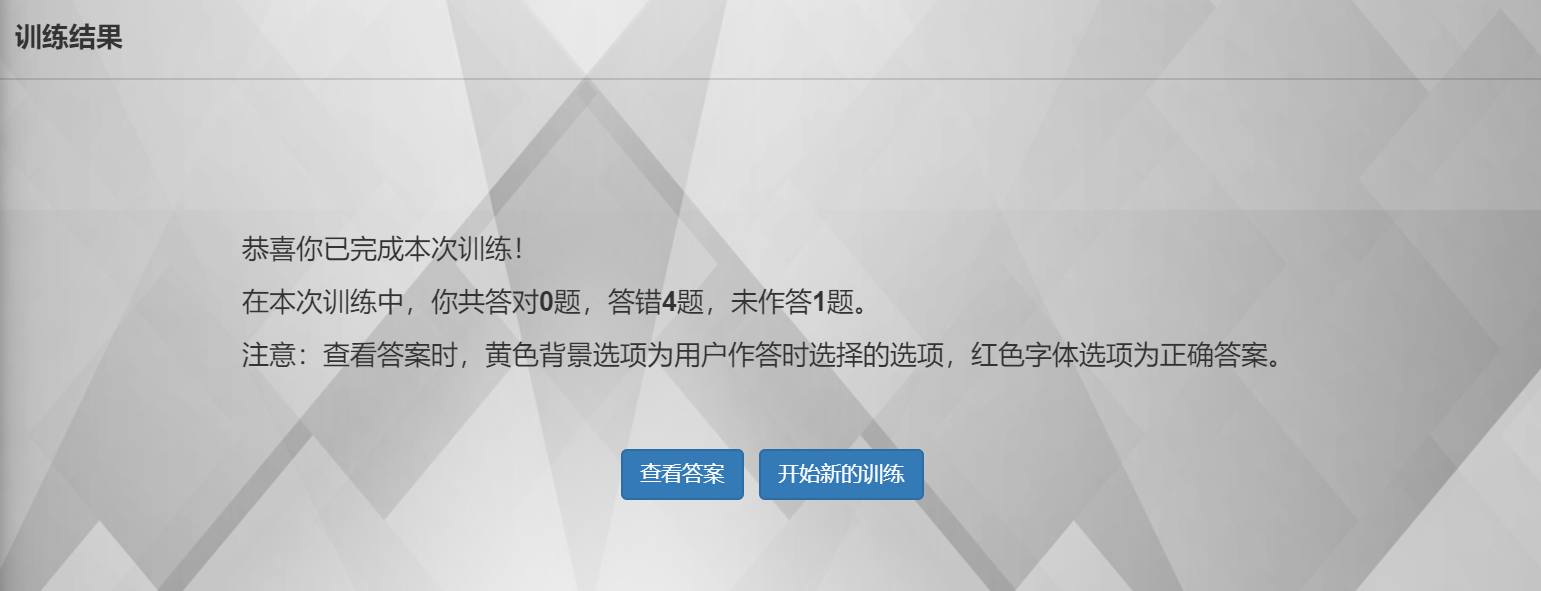 训练结果
恭喜你已完成本次训练！
在本次训练中，你共答对0题，答错4题，未作答1题。
注意：查看答案时，黄色背景选项为用户作答时选择的选项，红色字体选项为正确答案。
查看答案
开始新的训练